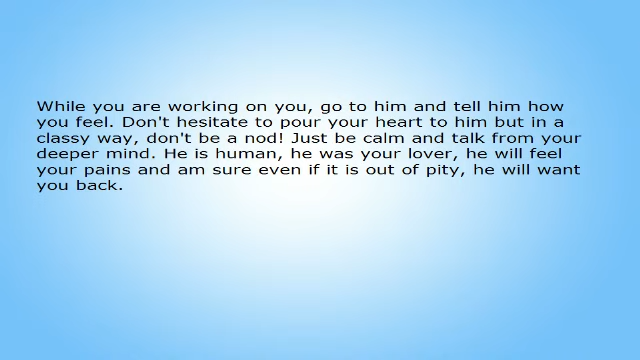 While you are working on you, go to him and tell him how
you feel. Don't hesitate to pour your heart to him but in a
classy way, don't be a nod! Just be calm and talk from your
deeper mind. He is human, he was your lover, he will feel
your pains and am sure even if it is out of pity, he will want
you back.